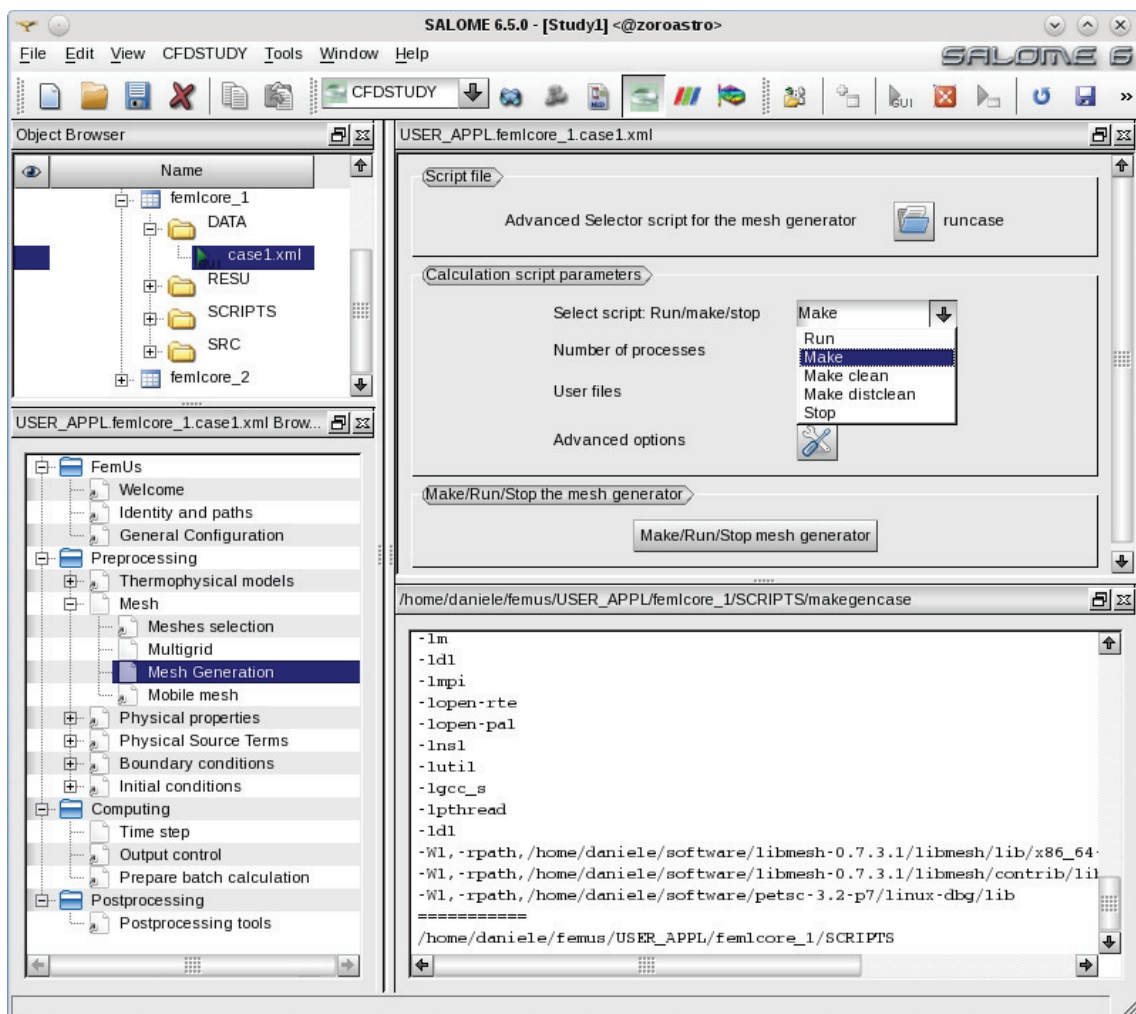 SALOME 6.5.0 - [Study1] <@zoroastro>
File Edit View CFDSTUDY Tools Window Help
SALOME 6
CFDSTUDY
GUI
»
Object Browser
Name
femlcore_1
DATA
case1.xml
RESU
SCRIPTS
SRC
femlcore_2
USER_APPL.femlcore_1.case1.xml Brow...
FemUs
Welcome
Identity and paths
General Configuration
Preprocessing
Thermophysical models
Mesh
Meshes selection
Multigrid
Mesh Generation
Mobile mesh
Physical properties
Physical Source Terms
Boundary conditions
Initial conditions
Computing
Time step
Output control
Prepare batch calculation
Postprocessing
Postprocessing tools
USER_APPL.femlcore_1.case1.xml
Script file
Advanced Selector script for the mesh generator runcase
Calculation script parameters
Select script: Run/make/stop Make
Run
Number of processes
Make
Make clean
User files
Make distclean
Stop
Advanced options
Make/Run/Stop the mesh generator
Make/Run/Stop mesh generator
/home/daniele/femus/USER_APPL/femlcore_1/SCRIPTS/makegencase
-lm
-ldl
-lmpi
-lopen-rte
-lopen-pal
-lnsl
-lutil
-lgcc_s
-lpthread
-ldl
-Wl,-rpath,/home/daniele/software/libmesh-0.7.3.1/libmesh/lib/x86_64-
-Wl,-rpath,/home/daniele/software/libmesh-0.7.3.1/libmesh/contrib/lib
-Wl,-rpath,/home/daniele/software/petsc-3.2-p7/linux-dbg/lib
===========
/home/daniele/femus/USER_APPL/femlcore_1/SCRIPTS